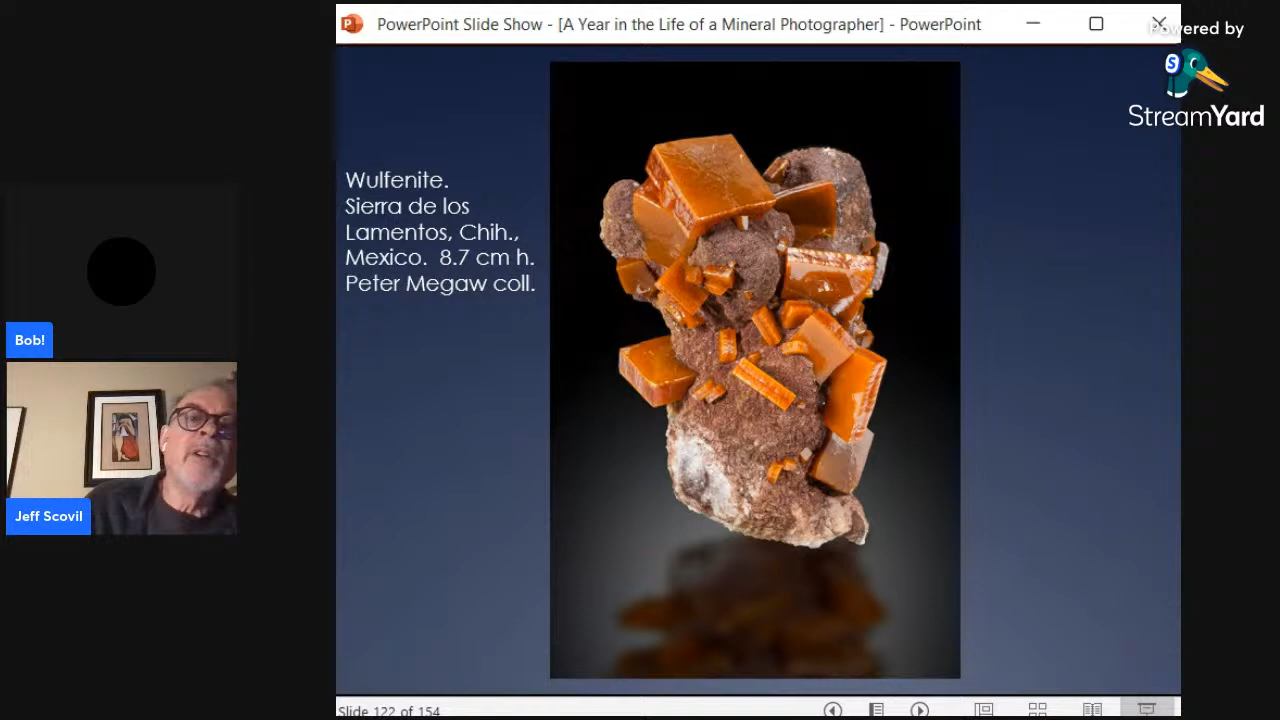 PowerPoint Slide Show - [A Year in the Life of a Mineral Photographer] - PowerPoint
Powered by
S
StreamYard
Wulfenite.
Sierra de los
Lamentos, Chih.,
Mexico. 8.7 cm h.
Peter Megaw coll.
Bob!
Jeff Scovil
Slide 122 of 154